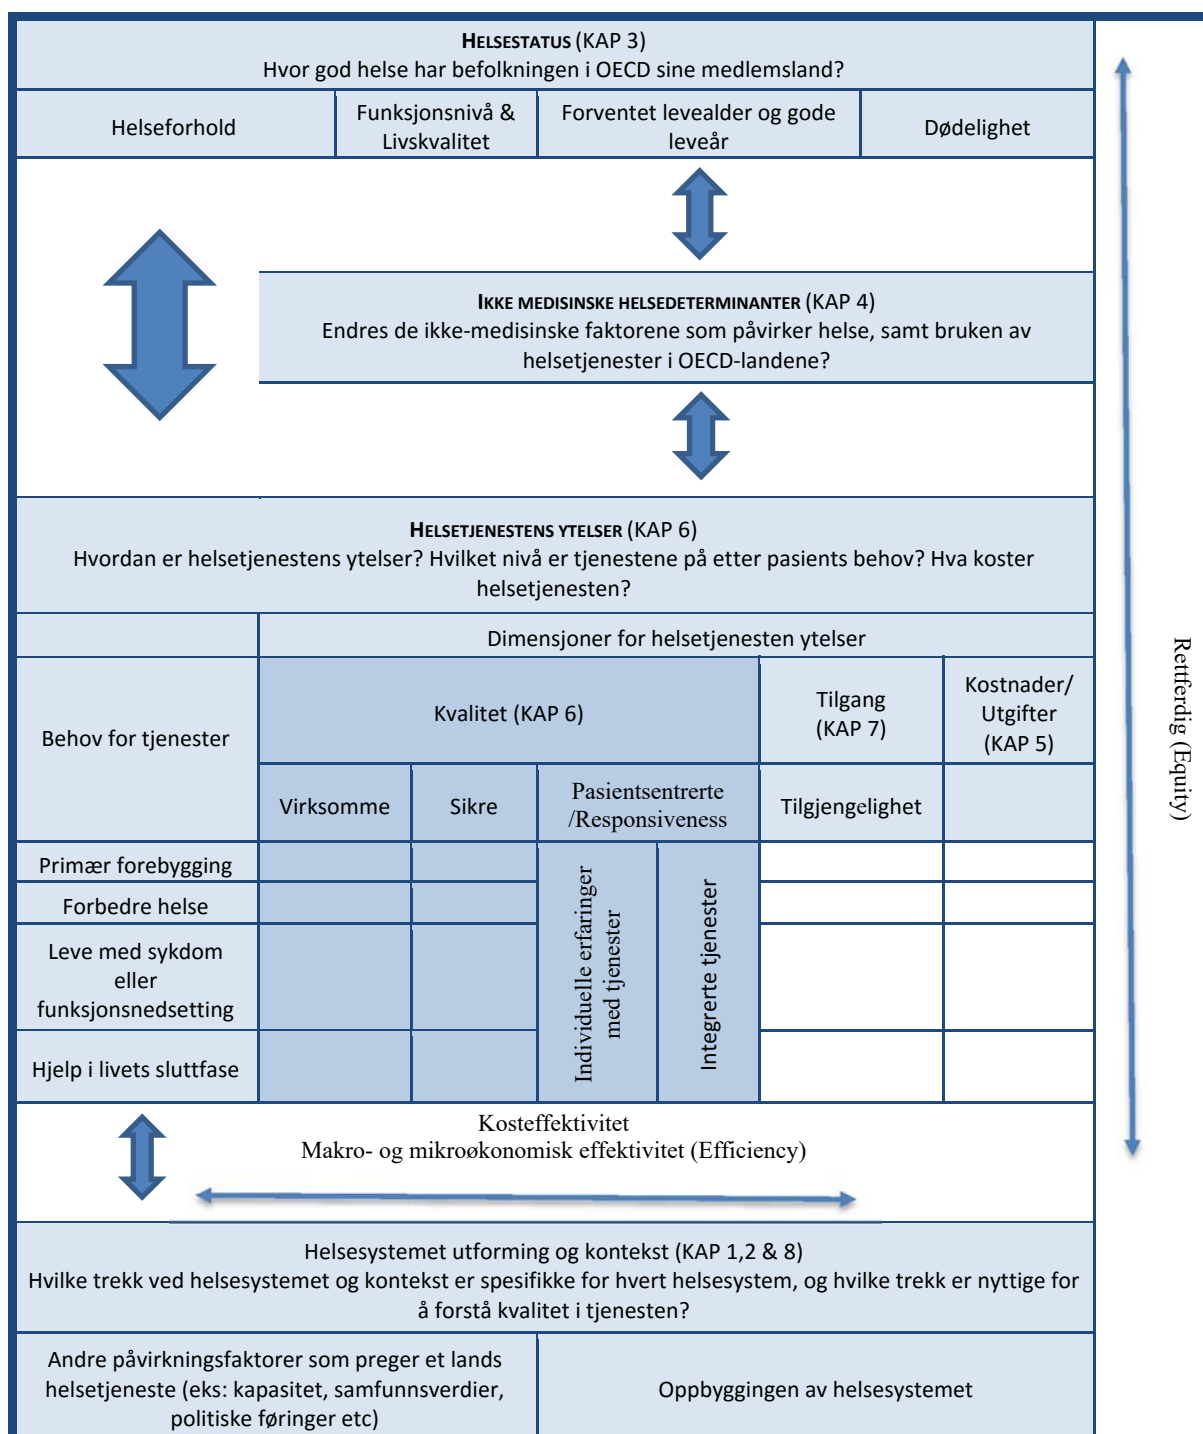 HELSESTATUS (KAP 3)
Hvor god helse har befolkningen i OECD sine medlemsland?
Helseforhold
Funksjonsnivå &
Livskvalitet
Forventet levealder og gode
leveår
Dødelighet
IKKE MEDISINSKE HELSEDETERMINANTER (KAP 4)
Endres de ikke-medisinske faktorene som påvirker helse, samt bruken av
helsetjenester i OECD-landene?
HELSETJENESTENS YTELSER (KAP 6)
Hvordan er helsetjenestens ytelser? Hvilket nivå er tjenestene på etter pasients behov? Hva koster
helsetjenesten?
Dimensjoner for helsetjenesten ytelser
Behov for tjenester
Kvalitet (KAP 6)
Tilgang
(KAP 7)
Kostnader/
Utgifter
(KAP 5)
Virksomme
Sikre
Pasientsentrerte
/Responsiveness
Tilgjengelighet
Primær forebygging
Forbedre helse
Leve med sykdom
eller
funksjonsnedsetting
Hjelp i livets sluttfase
Individuelle erfaringer
med tjenester
Integrerte tjenester
Rettferdig (Equity)
Kosteffektivitet
Makro- og mikroøkonomisk effektivitet (Efficiency)
Helsesystemet utforming og kontekst (KAP 1,2 & 8)
Hvilke trekk ved helsesystemet og kontekst er spesifikke for hvert helsesystem, og hvilke trekk er nyttige for
å forstå kvalitet i tjenesten?
Andre påvirkningsfaktorer som preger et lands
helsetjeneste (eks: kapasitet, samfunnsverdier,
politiske føringer etc)
Oppbyggingen av helsesystemet